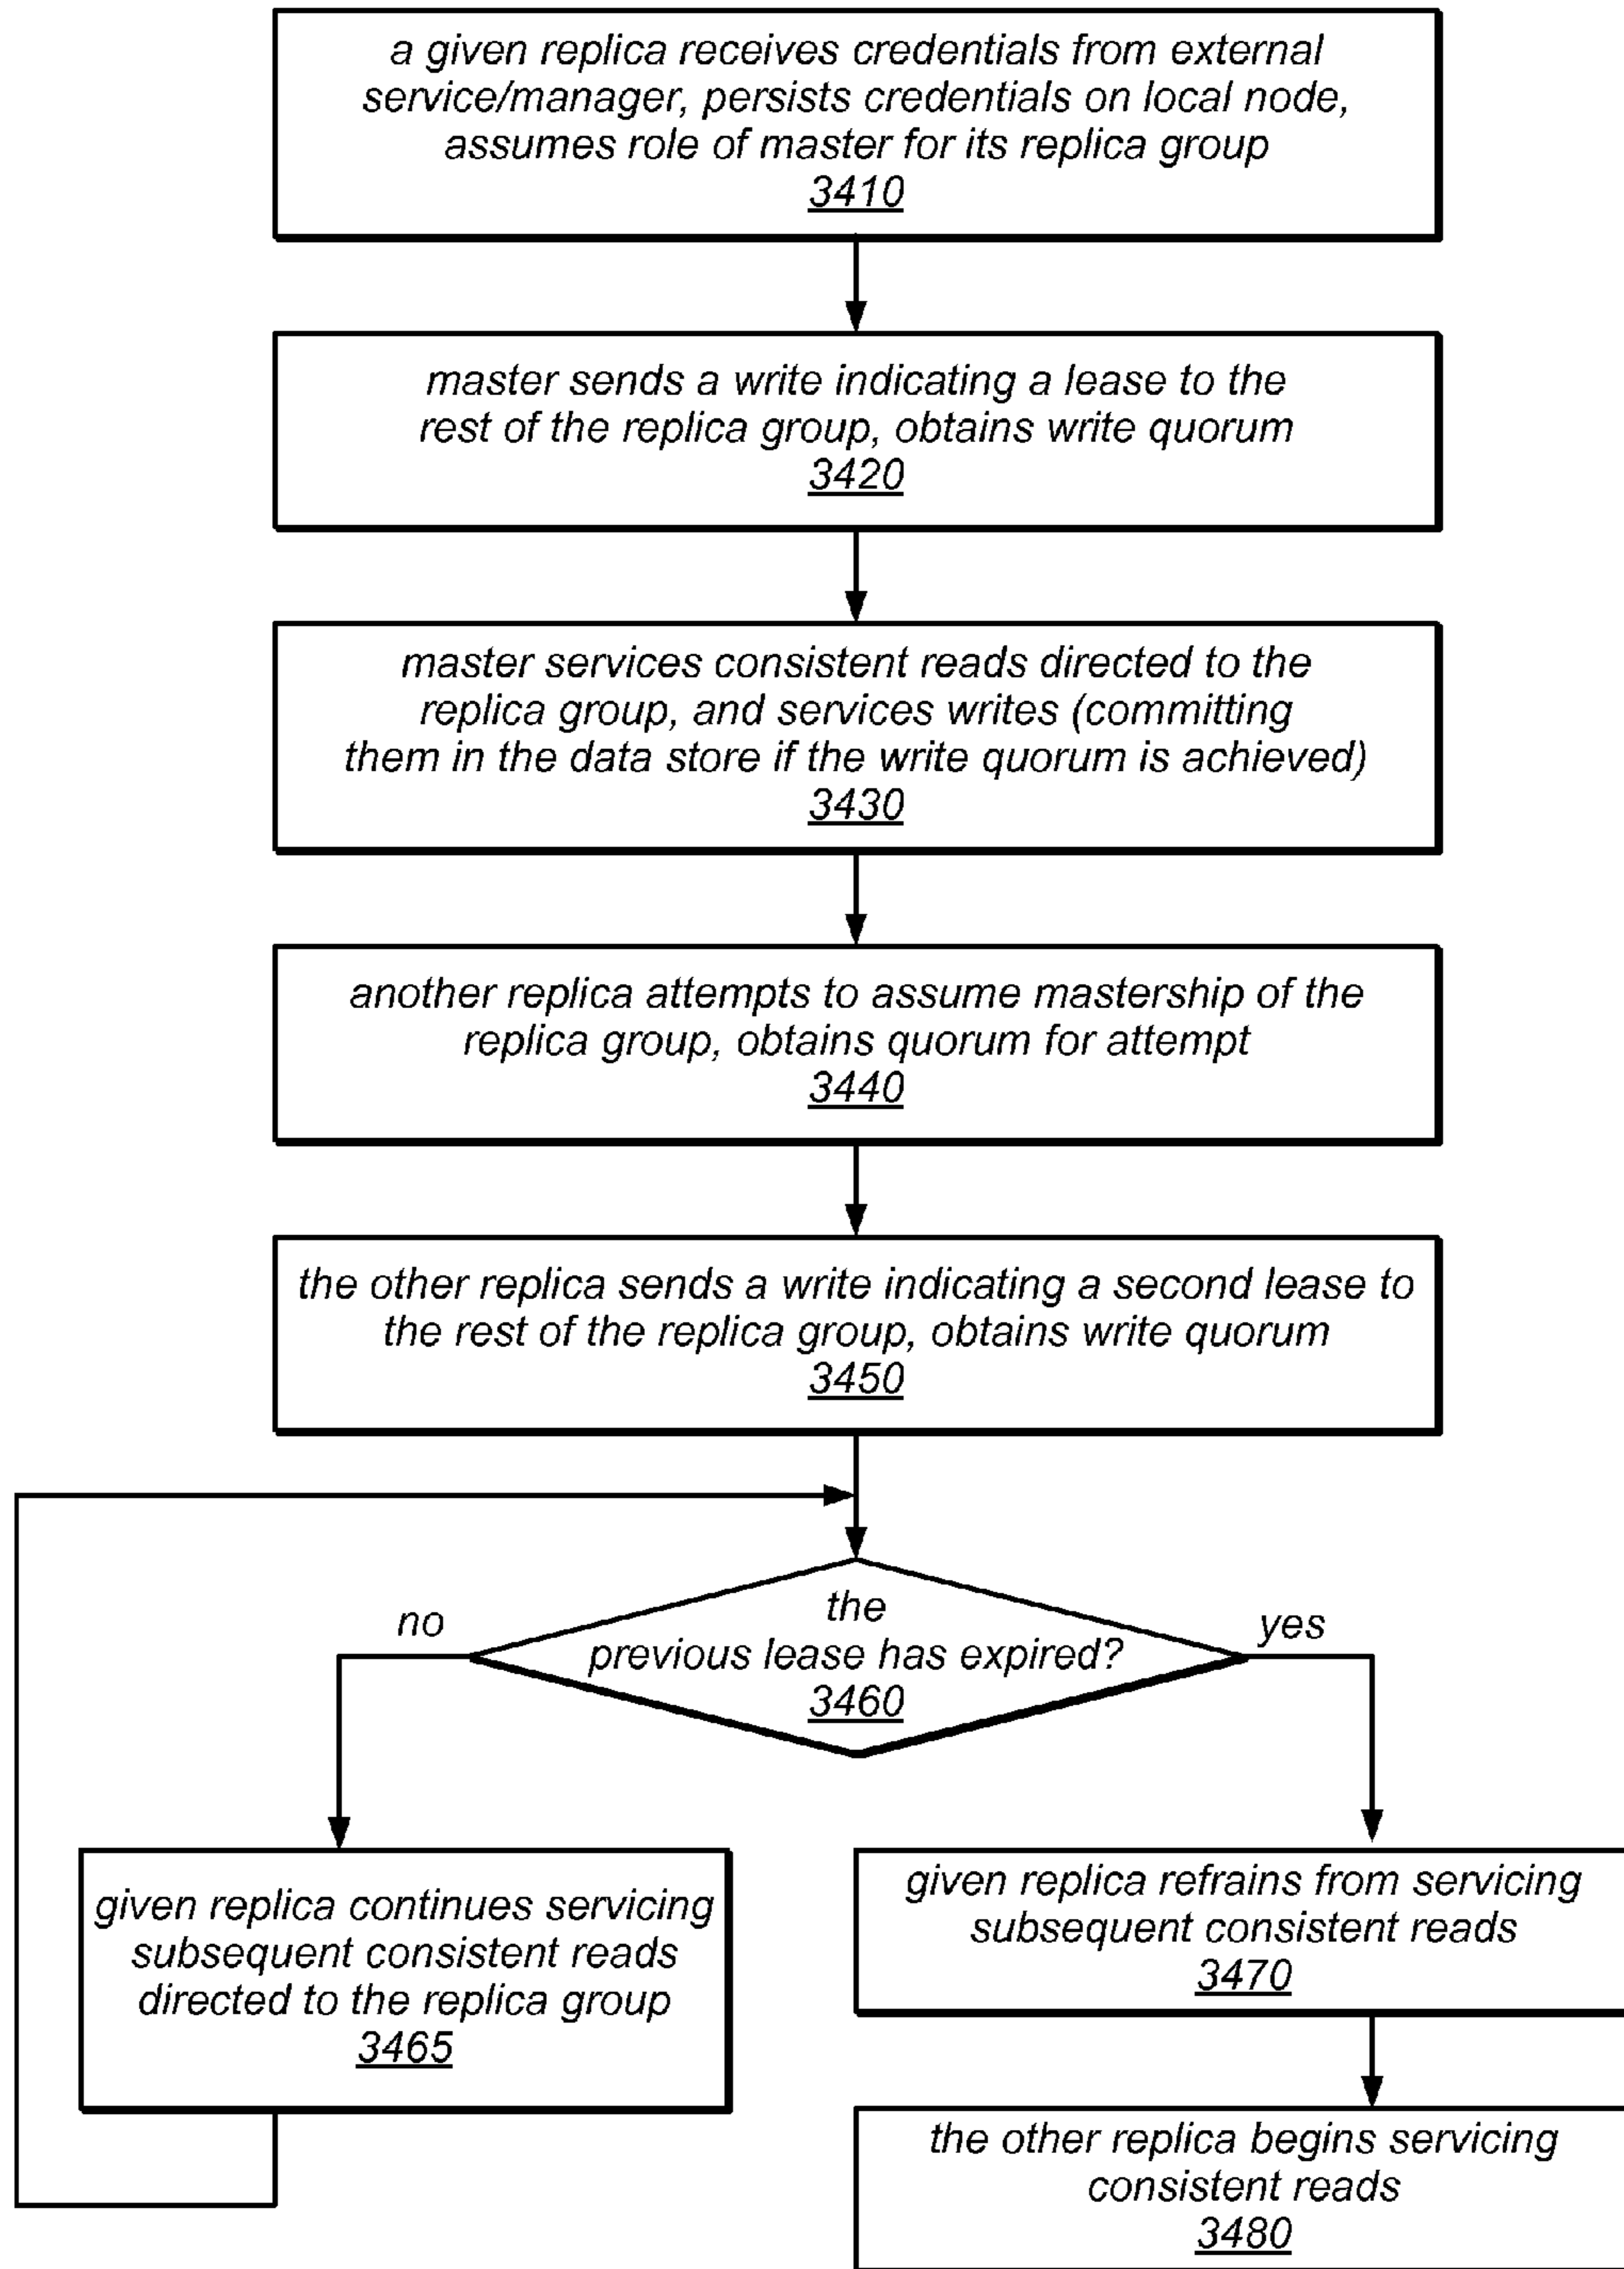 a given replica receives credentials from external
service/manager, persists credentials on local node,
assumes role of master for its replica group
3410
master sends a write indicating a lease to the
rest of the replica group, obtains write quorum
3420
master services consistent reads directed to the
replica group, and services writes (committing
them in the data store if the write quorum is achieved)
3430
another replica attempts to assume mastership of the
replica group, obtains quorum for attempt
3440
the other replica sends a write indicating a second lease to
the rest of the replica group, obtains write quorum
3450
no
the
previous lease has expired?
3460
yes
given replica continues servicing
subsequent consistent reads
directed to the replica group
3465
given replica refrains from servicing
subsequent consistent reads
3470
the other replica begins servicing
consistent reads
3480